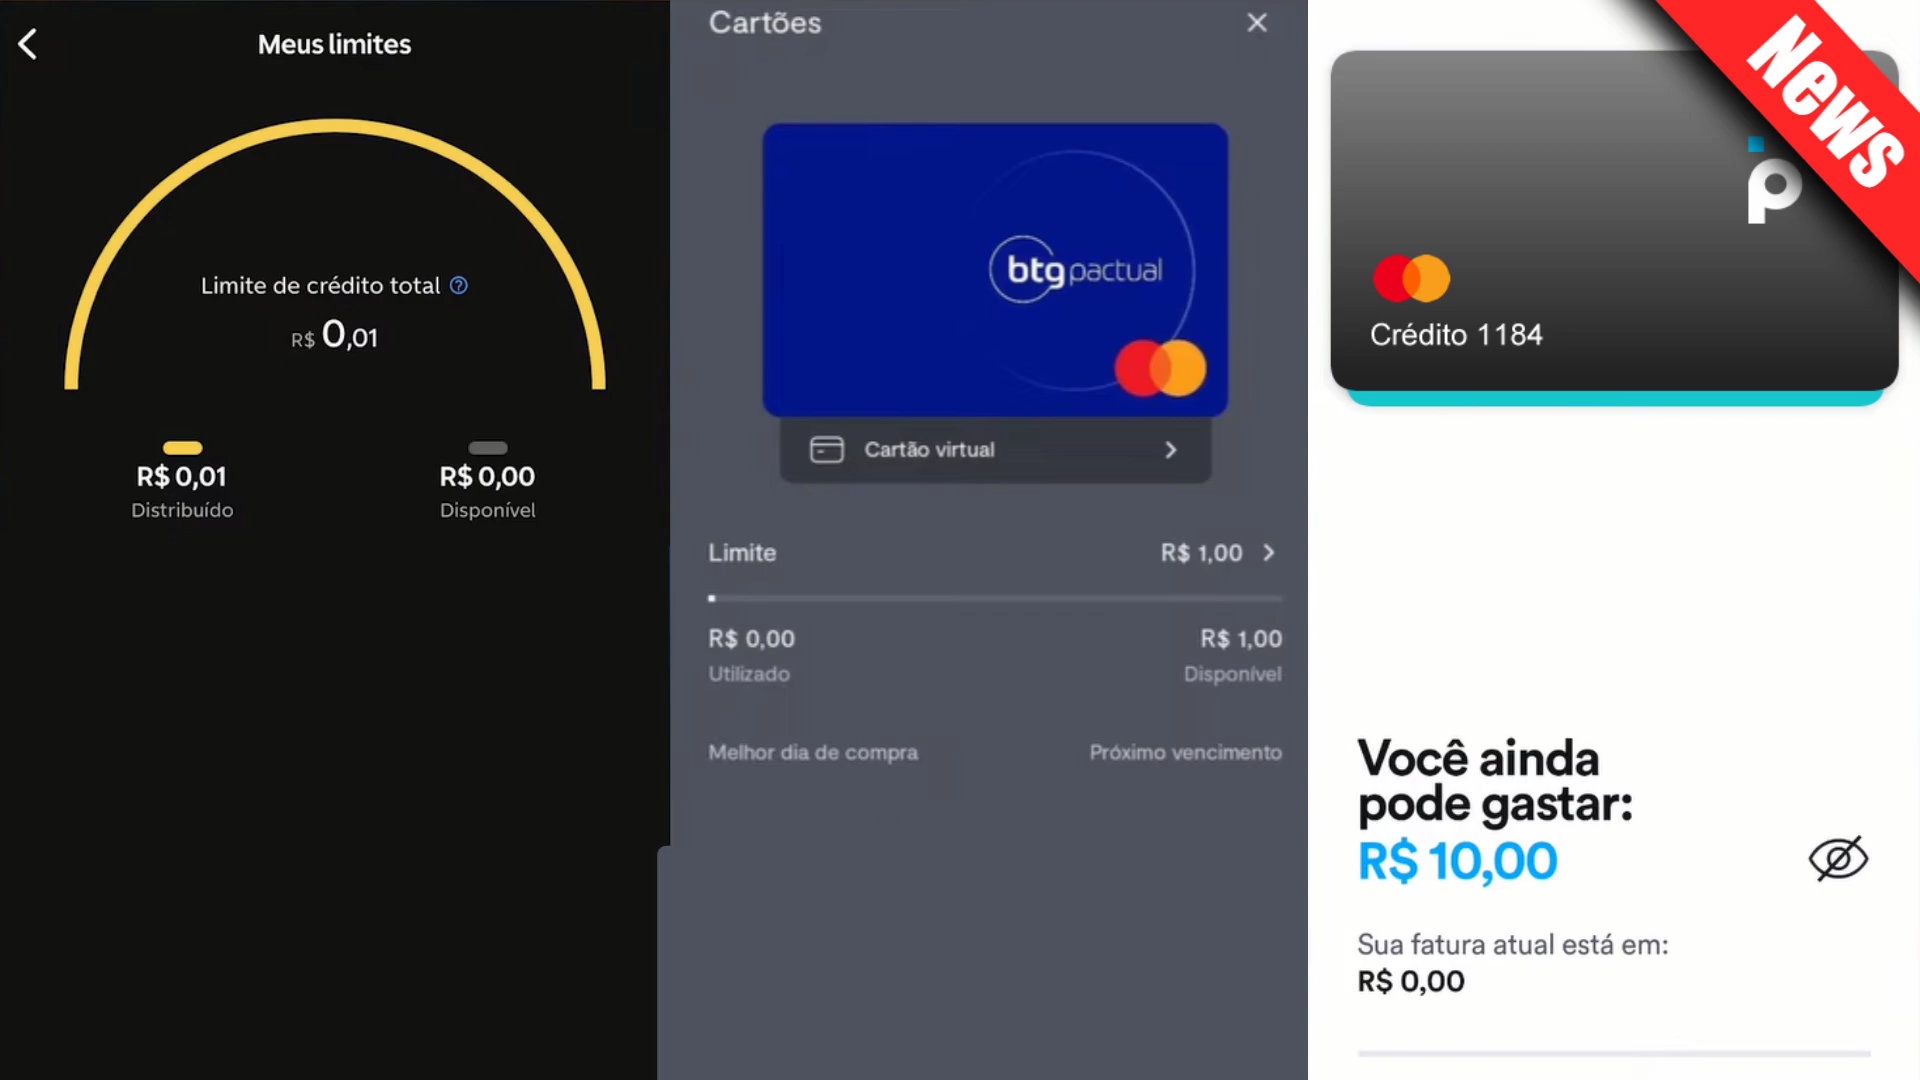 Meus limites
Limite de crédito total ?
R$ 0,01
R$ 0,01
Distribuído
R$ 0,00
Disponível
Cartões
btg pactual
Cartão virtual
Limite
R$ 1,00
R$ 0,00
Utilizado
R$ 1,00
Disponível
Melhor dia de compra
Próximo vencimento
News
p
Crédito 1184
Você ainda
pode gastar:
R$ 10,00
Sua fatura atual está em:
R$ 0,00